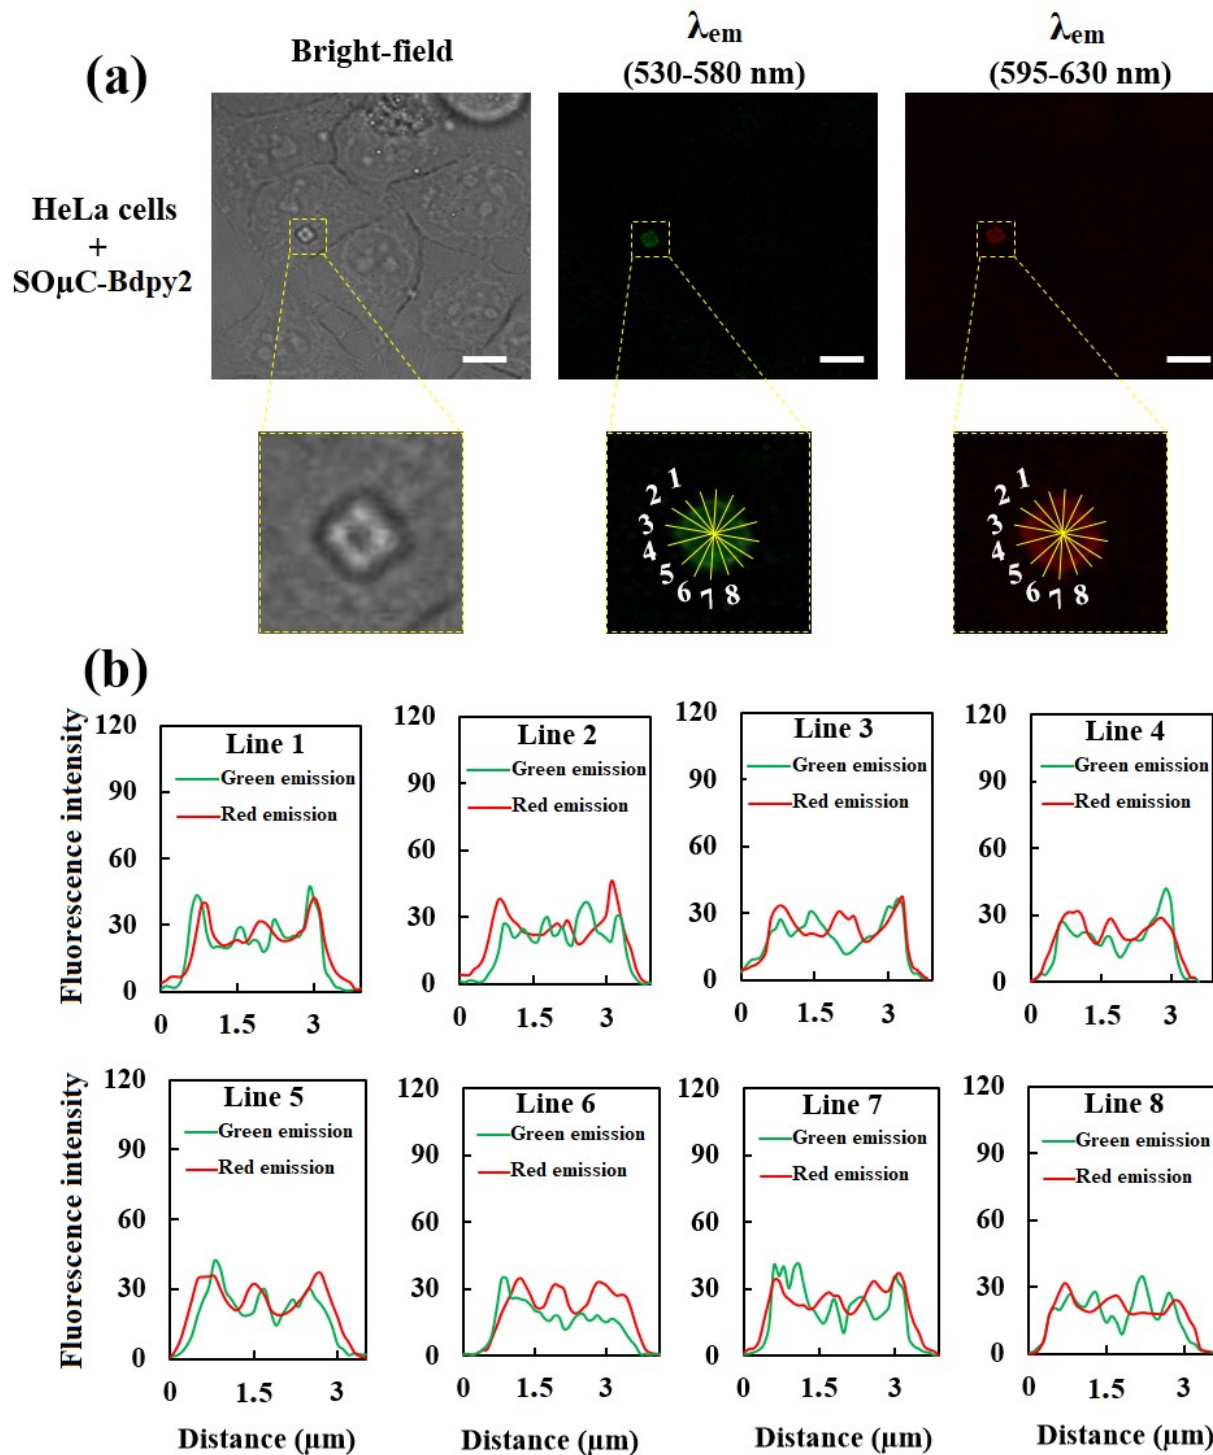 (a)
Bright-field
λem
(530-580 nm)
λem
(595-630 nm)
HeLa cells
+
SOμC-Bdpy2
1
2
3
4
5
6
7
8
1
2
3
4
5
6
7
8
(b)
Fluorescence intensity
120
90
60
30
0
Line 1
Green emission
Red emission
0
1.5
3
120
90
60
30
0
Line 2
Green emission
Red emission
0
1.5
3
120
90
60
30
0
Line 3
Green emission
Red emission
0
1.5
3
120
90
60
30
0
Line 4
Green emission
Red emission
0
1.5
3
Fluorescence intensity
120
90
60
30
0
Line 5
Green emission
Red emission
0
1.5
3
Distance (μm)
120
90
60
30
0
Line 6
Green emission
Red emission
0
1.5
3
Distance (μm)
120
90
60
30
0
Line 7
Green emission
Red emission
0
1.5
3
Distance (μm)
120
90
60
30
0
Line 8
Green emission
Red emission
0
1.5
3
Distance (μm)